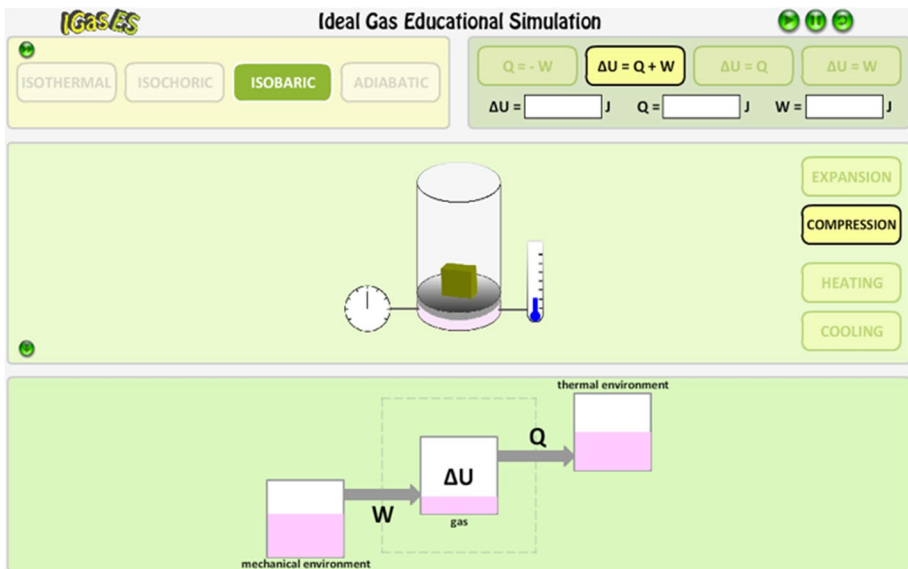 IGasES
Ideal Gas Educational Simulation
ISOTHERMAL
ISOCHORIC
ISOBARIC
ADIABATIC
Q = - W
ΔU = Q + W
ΔU = Q
ΔU = W
ΔU = J
Q = J
W = J
EXPANSION
COMPRESSION
HEATING
COOLING
thermal environment
Q
ΔU
W
gas
mechanical environment